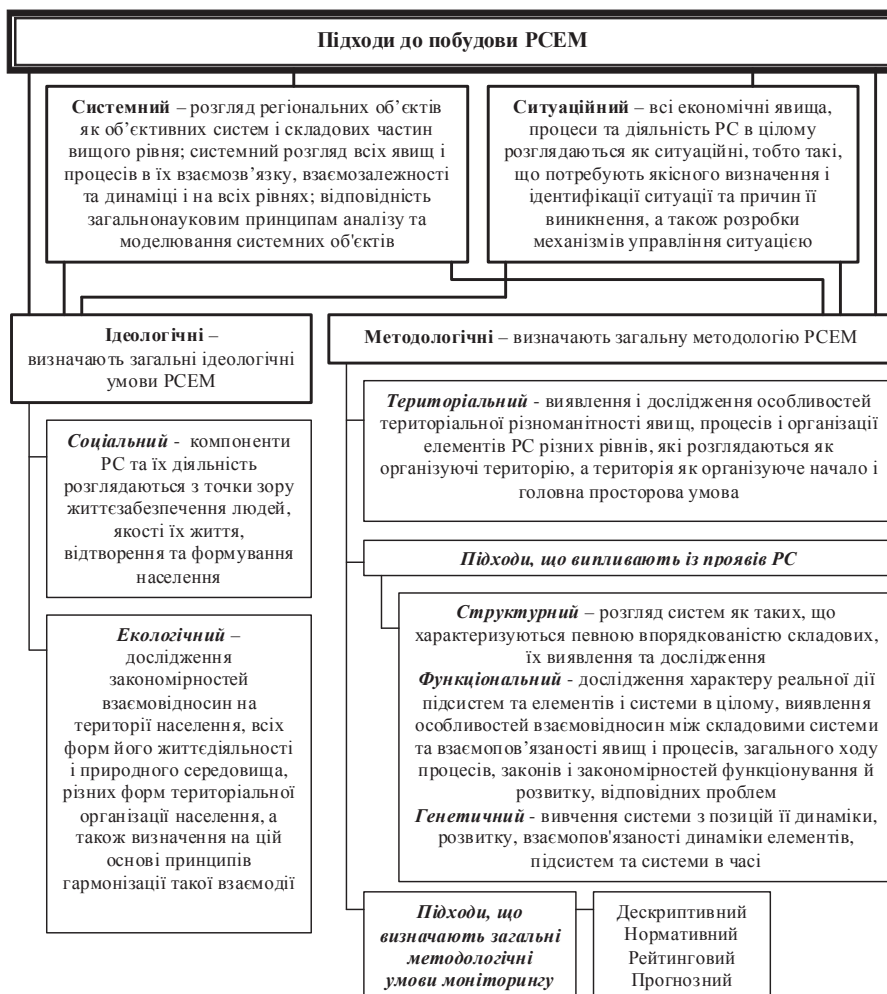 Підходи до побудови РСЕМ
Системний – розгляд регіональних об’єктів
як об’єктивних систем і складових частин
вищого рівня; системний розгляд всіх явищ і
процесів в їх взаємозв’язку, взаємозалежності
та динаміці і на всіх рівнях; відповідність
загальнонауковим принципам аналізу та
моделювання системних об'єктів
Ситуаційний – всі економічні явища,
процеси та діяльність РС в цілому
розглядаються як ситуаційні, тобто такі,
що потребують якісного визначення і
ідентифікації ситуації та причин її
виникнення, а також розробки
механізмів управління ситуацією
Ідеологічні –
визначають загальні ідеологічні
умови РСЕМ
Соціальний - компоненти
РС та їх діяльність
розглядаються з точки зору
життєзабезпечення людей,
якості їх життя,
відтворення та формування
населення
Екологічний –
дослідження
закономірностей
взаємовідносин на
території населення, всіх
форм його життєдіяльності
і природного середовища,
різних форм територіальної
організації населення, а
також визначення на цій
основі принципів
гармонізації такої взаємодії
Методологічні – визначають загальну методологію РСЕМ
Територіальний - виявлення і дослідження особливостей
територіальної різноманітності явищ, процесів і організації
елементів РС різних рівнів, які розглядаються як
організуючі територію, а територія як організуюче начало і
головна просторова умова
Підходи, що випливають із проявів РС
Структурний – розгляд систем як таких, що
характеризуються певною впорядкованістю складових,
їх виявлення та дослідження
Функціональний - дослідження характеру реальної дії
підсистем та елементів і системи в цілому, виявлення
особливостей взаємовідносин між складовими системи
та взаємопов’язаності явищ і процесів, загального ходу
процесів, законів і закономірностей функціонування й
розвитку, відповідних проблем
Генетичний - вивчення системи з позицій її динаміки,
розвитку, взаємопов'язаності динаміки елементів,
підсистем та системи в часі
Підходи, що
визначають загальні
методологічні
умови моніторингу
Дескриптивний
Нормативний
Рейтинговий
Прогнозний